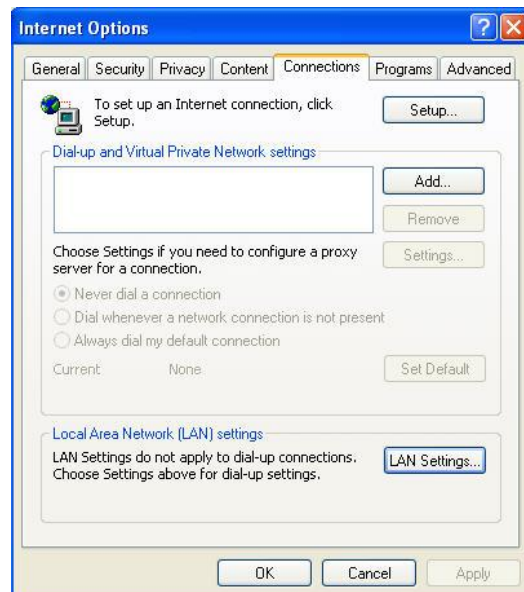 Internet Options
?
X
General Security Privacy Content Connections Programs Advanced
To set up an Internet connection, click
Setup.
Setup...
Dial-up and Virtual Private Network settings
Add...
Remove
Choose Settings if you need to configure a proxy
server for a connection.
Settings...
Never dial a connection
Dial whenever a network connection is not present
Always dial my default connection
Current None
Set Default
Local Area Network (LAN) settings
LAN Settings do not apply to dial-up connections.
Choose Settings above for dial-up settings.
LAN Settings...
OK Cancel Apply